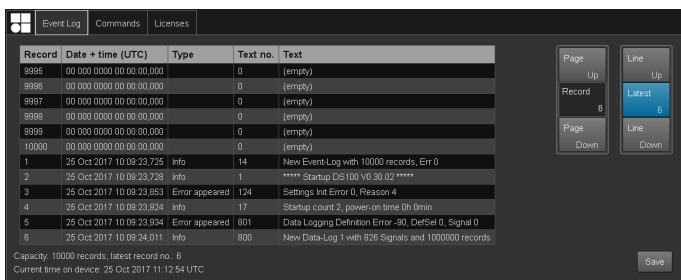 Event Log Commands Licenses
Record Date + time (UTC) Type Text no. Text
9995 00 000 0000 00:00:00,000 0 (empty)
9996 00 000 0000 00:00:00,000 0 (empty)
9997 00 000 0000 00:00:00,000 0 (empty)
9998 00 000 0000 00:00:00,000 0 (empty)
9999 00 000 0000 00:00:00,000 0 (empty)
10000 00 000 0000 00:00:00,000 0 (empty)
1 25 Oct 2017 10:09:23,725 Info 14 New Event-Log with 10000 records, Err 0
2 25 Oct 2017 10:09:23,728 Info 1 ***** Startup DS100 V0.30.02 *****
3 25 Oct 2017 10:09:23,853 Error appeared 124 Settings Init Error 0, Reason 4
4 25 Oct 2017 10:09:23,924 Info 17 Startup count 2, power-on time 0h 0min
5 25 Oct 2017 10:09:23,934 Error appeared 801 Data Logging Definition Error -90, DefSel 0, Signal 0
6 25 Oct 2017 10:09:24,011 Info 800 New Data-Log 1 with 826 Signals and 1000000 records
Capacity: 10000 records, latest record no.: 6
Current time on device: 25 Oct 2017 11:12:54 UTC
Page Up
Line Up
Record 6
Latest 6
Page Down
Line Down
Save